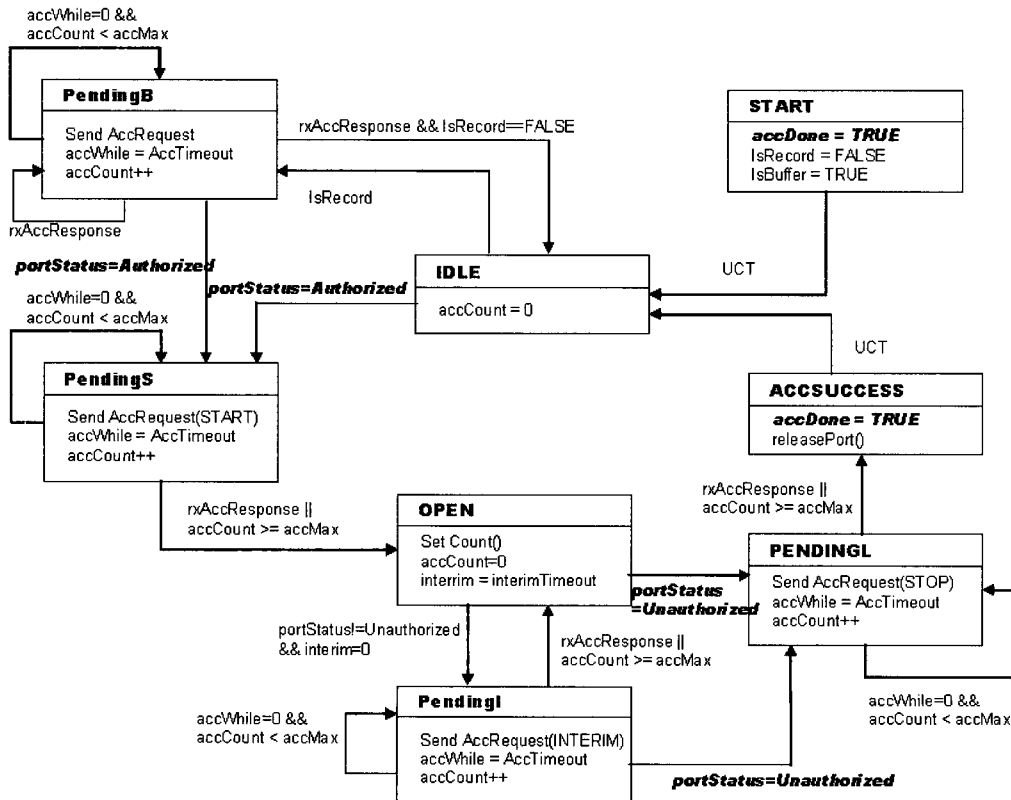 accWhile=0 &&
accCount < accMax
PendingB
Send AccRequest
accWhile = AccTimeout
accCount++
rxAccResponse
rxAccResponse && IsRecord==FALSE
IsRecord
START
accDone = TRUE
IsRecord = FALSE
IsBuffer = TRUE
UCT
portStatus=Authorized
portStatus=Authorized
IDLE
accCount = 0
accWhile=0 &&
accCount < accMax
PendingS
Send AccRequest(START)
accWhile = AccTimeout
accCount++
UCT
ACCSUCCESS
accDone = TRUE
releasePort()
rxAccResponse ||
accCount >= accMax
OPEN
Set Count()
accCount=0
interrim = interimTimeout
rxAccResponse ||
accCount >= accMax
PENDINGL
Send AccRequest(STOP)
accWhile = AccTimeout
accCount++
portStatus
=Unauthorized
portStatus!=Unauthorized
&& interim=0
rxAccResponse ||
accCount >= accMax
accWhile=0 &&
accCount < accMax
PendingI
Send AccRequest(INTERIM)
accWhile = AccTimeout
accCount++
portStatus=Unauthorized
accWhile=0 &&
accCount < accMax